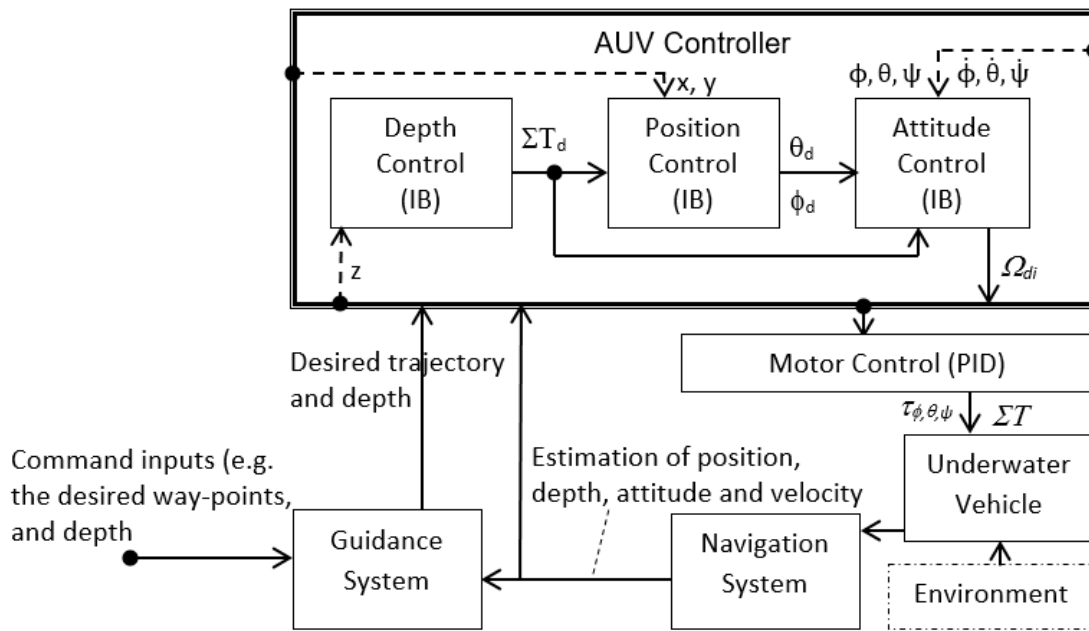 AUV Controller
x, y
ϕ, θ, ψ
ϕ̇, θ̇, ψ̇
Depth
Control
(IB)
ΣT_d
Position
Control
(IB)
θ_d
ϕ_d
Attitude
Control
(IB)
z
Ω_di
Desired trajectory
and depth
Motor Control (PID)
τ_ϕ,θ,ψ
ΣT
Command inputs (e.g.
the desired way-points,
and depth
Estimation of position,
depth, attitude and velocity
Underwater
Vehicle
Guidance
System
Navigation
System
Environment